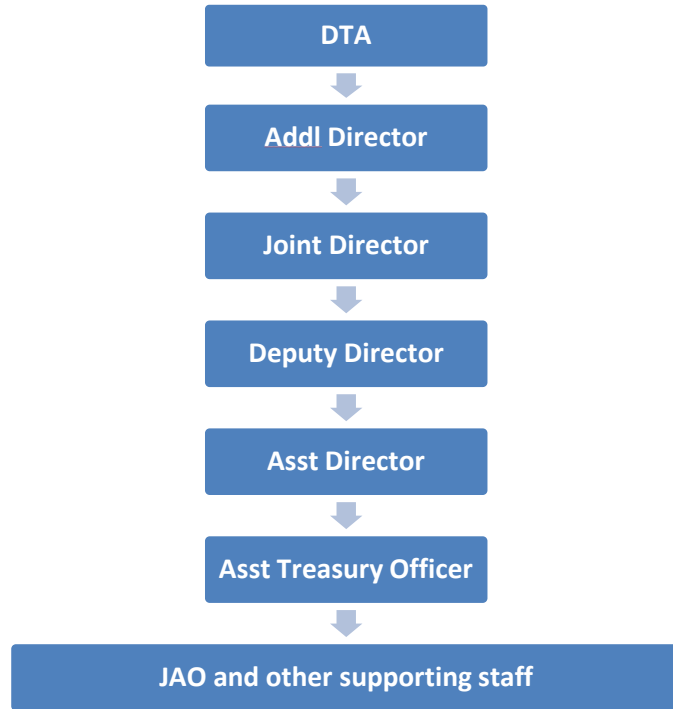 DTA
Addl Director
Joint Director
Deputy Director
Asst Director
Asst Treasury Officer
JAO and other supporting staff